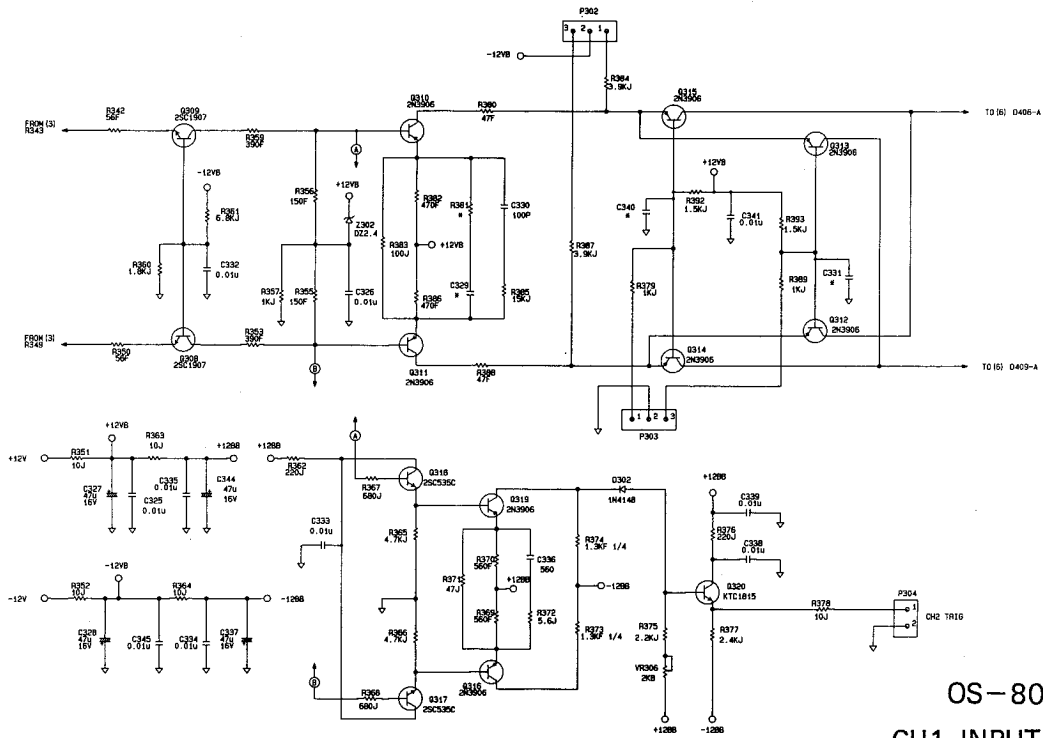 P302
3 2 1
-12VB
R384
3.9KJ
Q309
2SC1907
Q310
2N3906
R380
47F
Q315
2N3906
R342
56F
FROM (3)
R343
TO (6) D406-A
R359
390F
A
Q313
2N3906
-12VB
R361
6.8KJ
R356
150F
+12VB
Z302
DZ2.4
R382
470F
R381
*
C330
100P
+12VB
C340
*
R392
1.5KJ
C341
0.01u
R393
1.5KJ
R383
100J
+12VB
R387
3.9KJ
R360
1.8KJ
C332
0.01u
R357
1KJ
R355
150F
C326
0.01u
R386
470F
C329
*
R385
15KJ
R379
1KJ
R389
1KJ
C331
*
FROM (3)
R349
R350
56F
Q308
2SC1907
R353
390F
B
Q311
2N3906
R388
47F
Q314
2N3906
Q312
2N3906
TO (6) D409-A
1 2 3
P303
+12V
R351
10J
+12VB
R363
10J
+12BB
C327
47u
16V
C325
0.01u
C335
0.01u
C344
47u
16V
+12BB
R362
220J
A
R367
680J
Q318
2SC535C
Q319
2N3906
D302
1N4148
+12BB
C339
0.01u
R376
220J
C338
0.01u
C333
0.01u
R365
4.7KJ
R370
560F
C336
560
R374
1.3KF 1/4
R371
47J
+12BB
-12BB
Q320
KTC1815
-12V
R352
10J
-12VB
R364
10J
-12BB
C328
47u
16V
C345
0.01u
C334
0.01u
C337
47u
16V
R366
4.7KJ
R369
560F
R372
5.6J
R373
1.3KF 1/4
R375
2.2KJ
R377
2.4KJ
R378
10J
P304
1
2
CH2 TRIG
VR306
2KB
B
R368
680J
Q317
2SC535C
Q316
2N3906
+12BB
-12BB
OS-80
CH1 INPUT